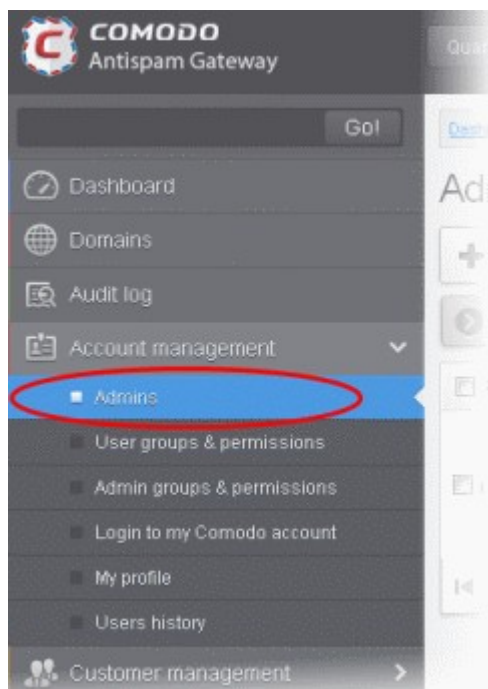 COMODO
Antispam Gateway
Go!
Dashboard
Domains
Audit log
Account management
Admins
User groups & permissions
Admin groups & permissions
Login to my Comodo account
My profile
Users history
Customer management